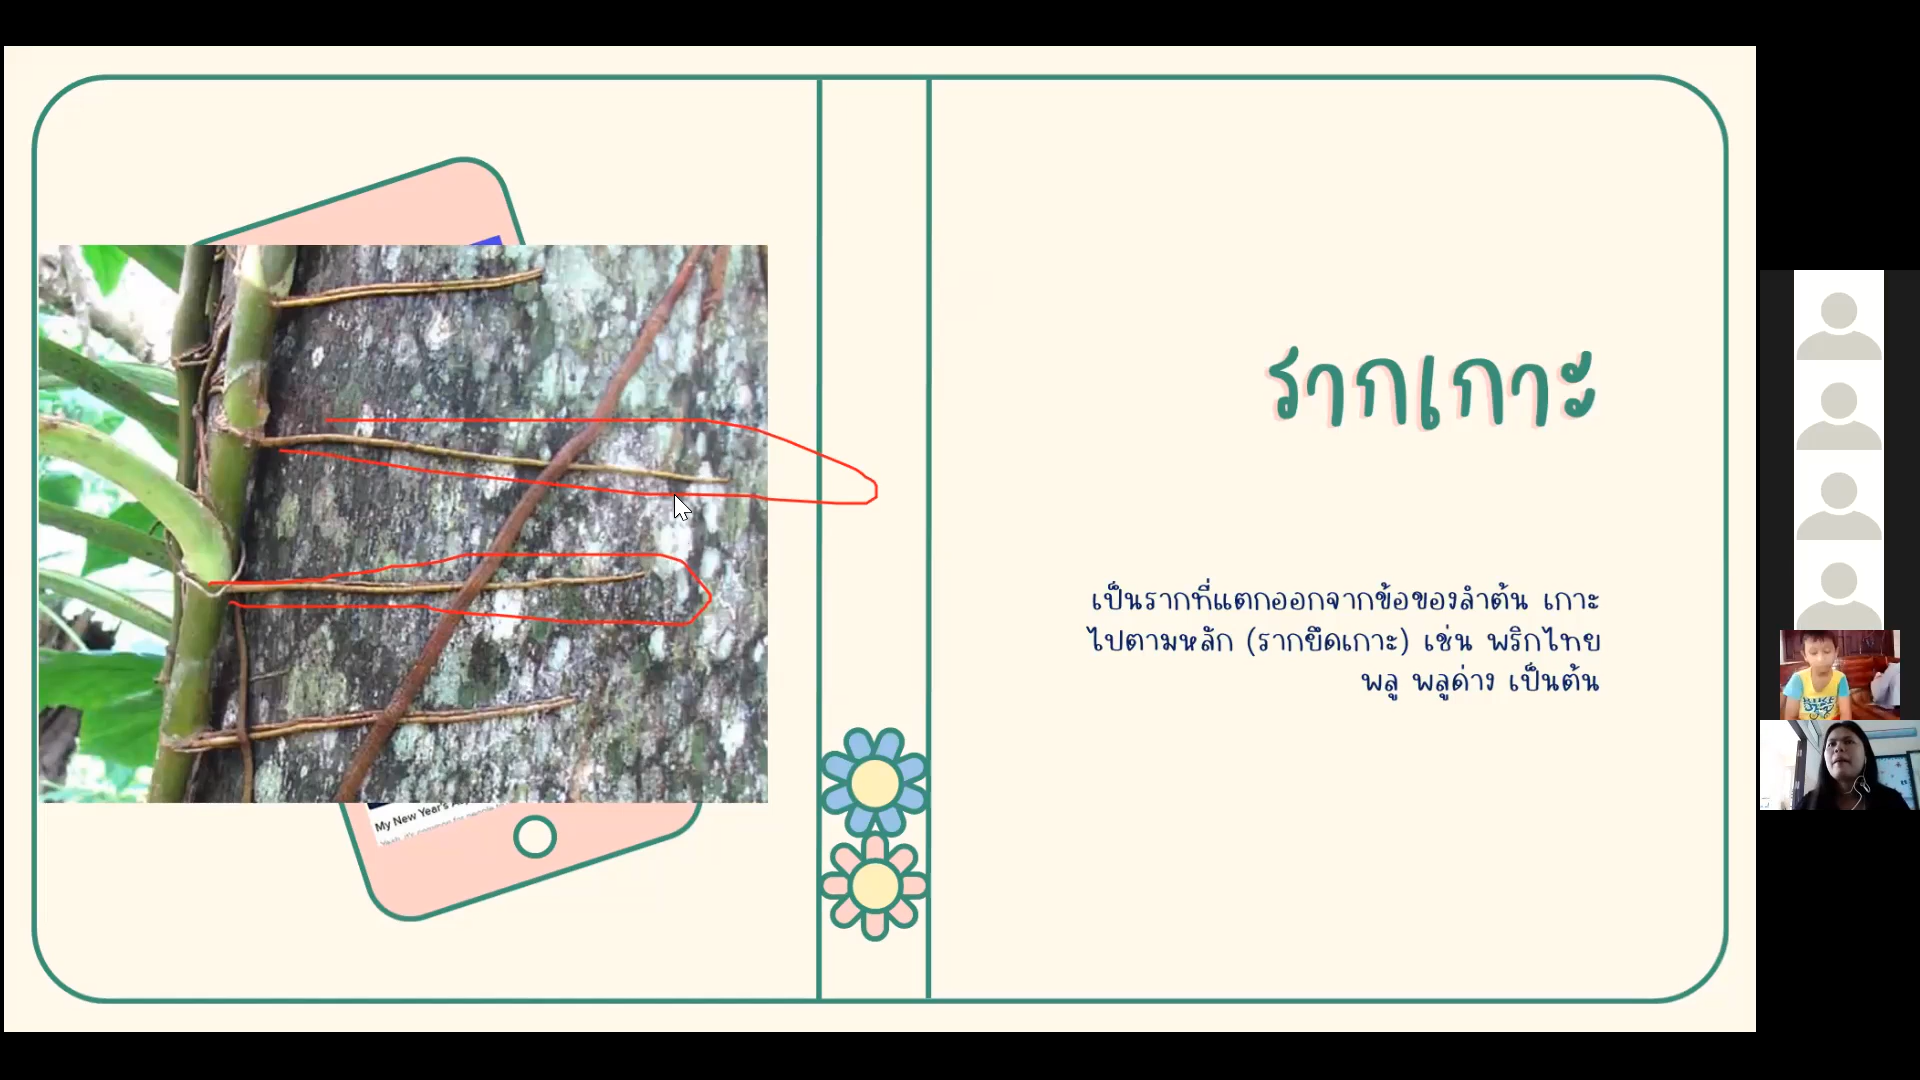 รากเกาะ
เป็นรากที่แตกออกจากข้อของลำต้น เกาะ
ไปตามหลัก (รากยึดเกาะ) เช่น พริกไทย
พลู พลูด่าง เป็นต้น
My New Year's